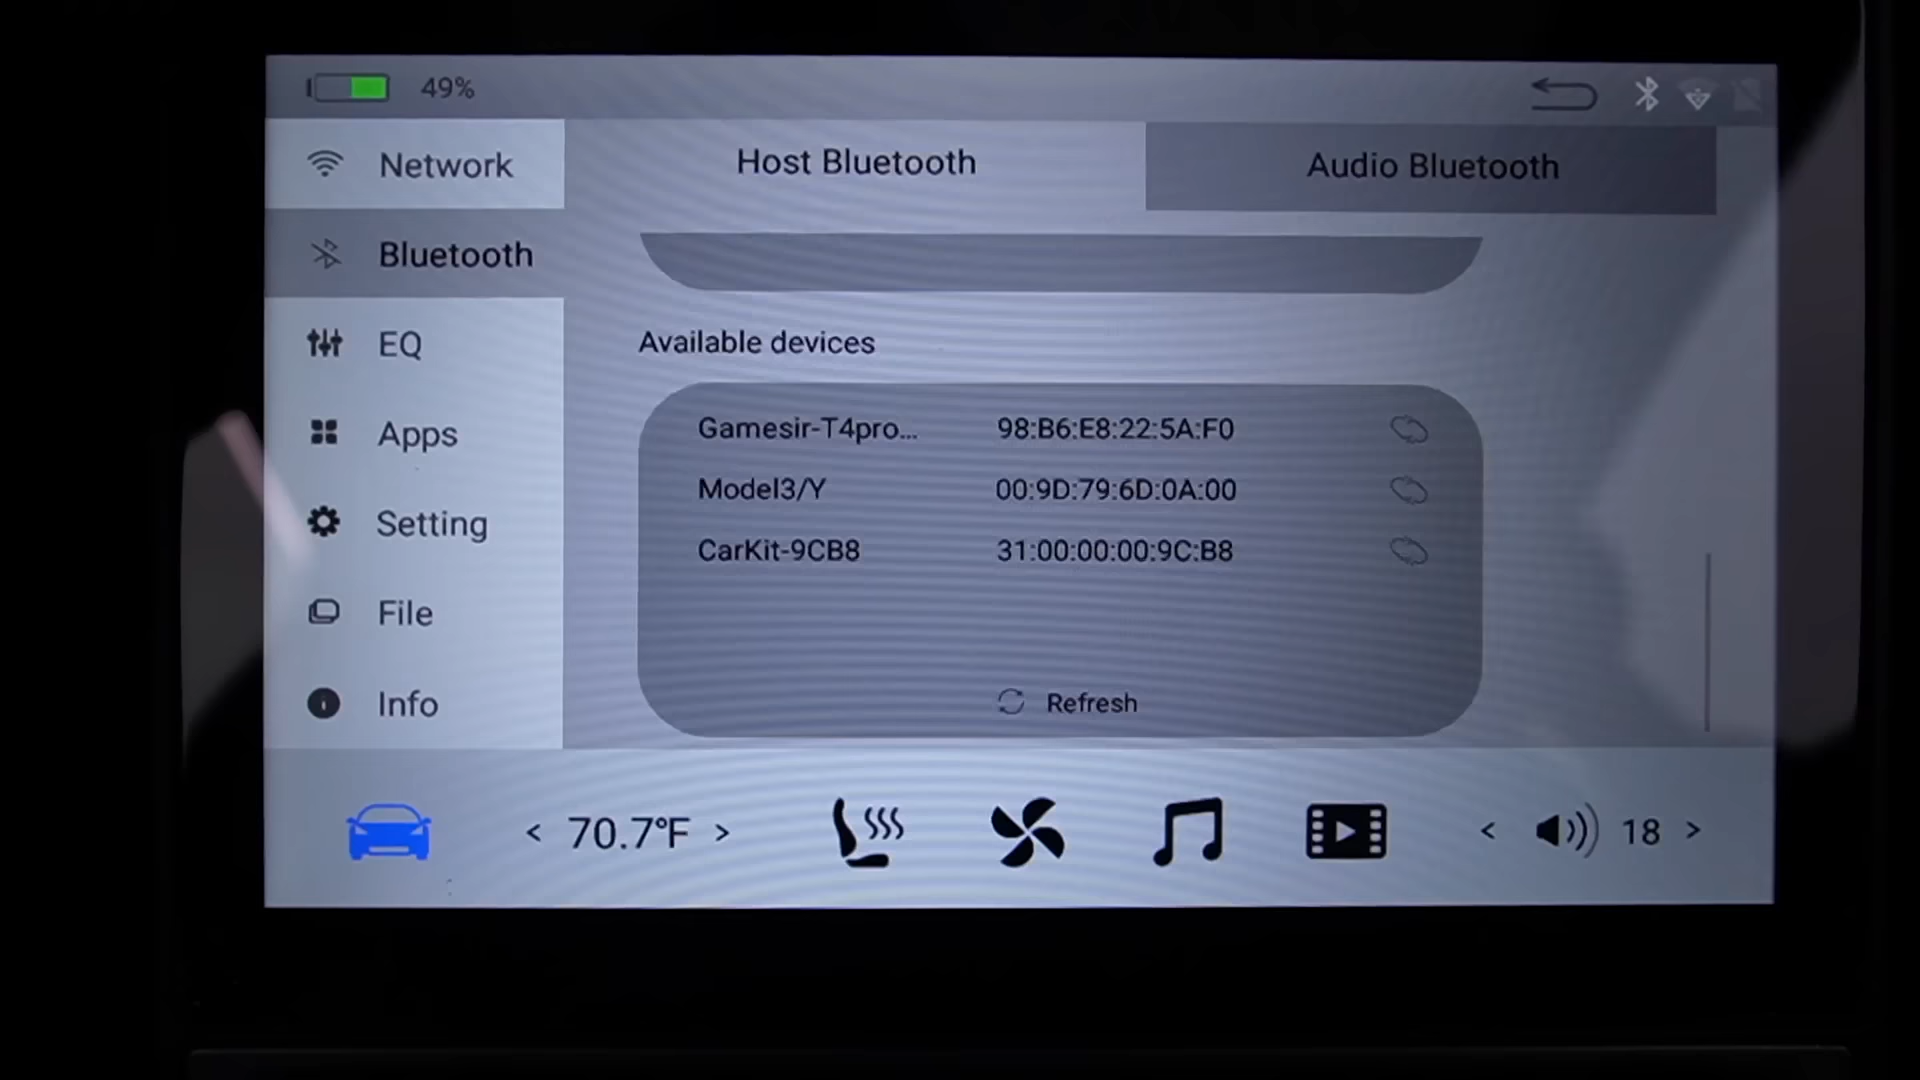 49%
Network
Host Bluetooth
Audio Bluetooth
Bluetooth
EQ
Available devices
Apps
Gamesir-T4pro... 98:B6:E8:22:5A:F0
Model3/Y 00:9D:79:6D:0A:00
Setting
CarKit-9CB8 31:00:00:00:9C:B8
File
Info
Refresh
< 70.7°F >
< 18 >